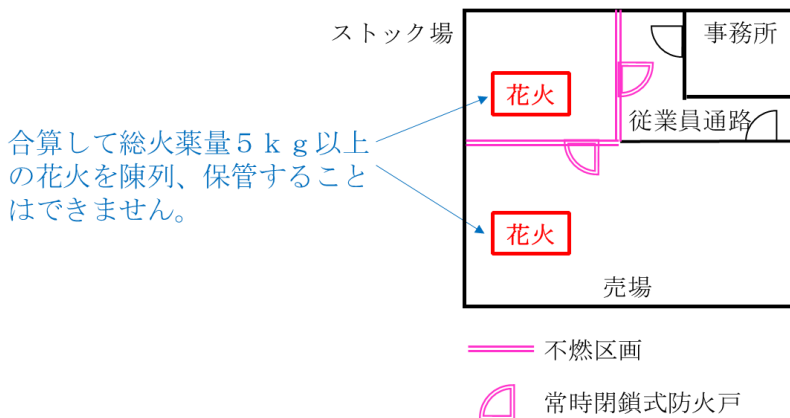 ストック場
事務所
花火
従業員通路
合算して総火薬量5kg以上
の花火を陳列、保管すること
はできません。
花火
売場
不燃区画
常時閉鎖式防火戸